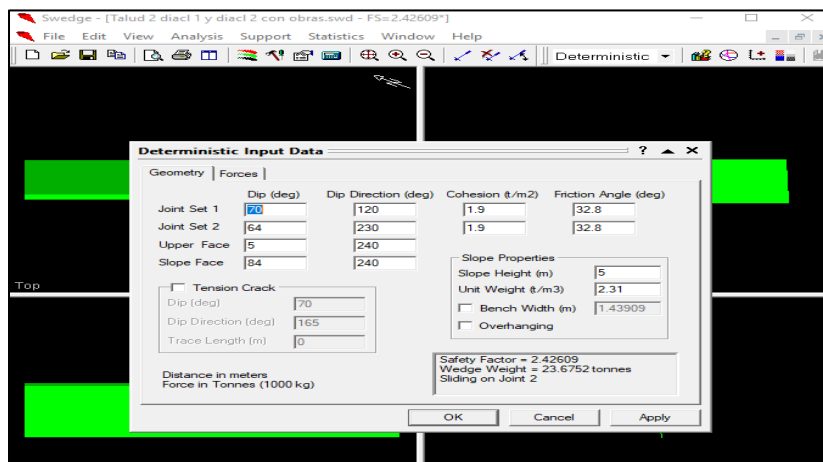 Swedge - [Talud 2 diacl 1 y diacl 2 con obras.swd - FS=2.42609*]
File Edit View Analysis Support Statistics Window Help
Deterministic
Deterministic Input Data
Geometry Forces
Dip (deg) Dip Direction (deg) Cohesion (t/m2) Friction Angle (deg)
Joint Set 1 70 120 1.9 32.8
Joint Set 2 64 230 1.9 32.8
Upper Face 5 240
Slope Face 84 240
Slope Properties
Slope Height (m) 5
Unit Weight (t/m3) 2.31
Bench Width (m) 1.43909
Overhanging
Top
Tension Crack
Dip (deg) 70
Dip Direction (deg) 165
Trace Length (m) 0
Distance in meters
Force in Tonnes (1000 kg)
Safety Factor = 2.42609
Wedge Weight = 23.6752 tonnes
Sliding on Joint 2
OK Cancel Apply